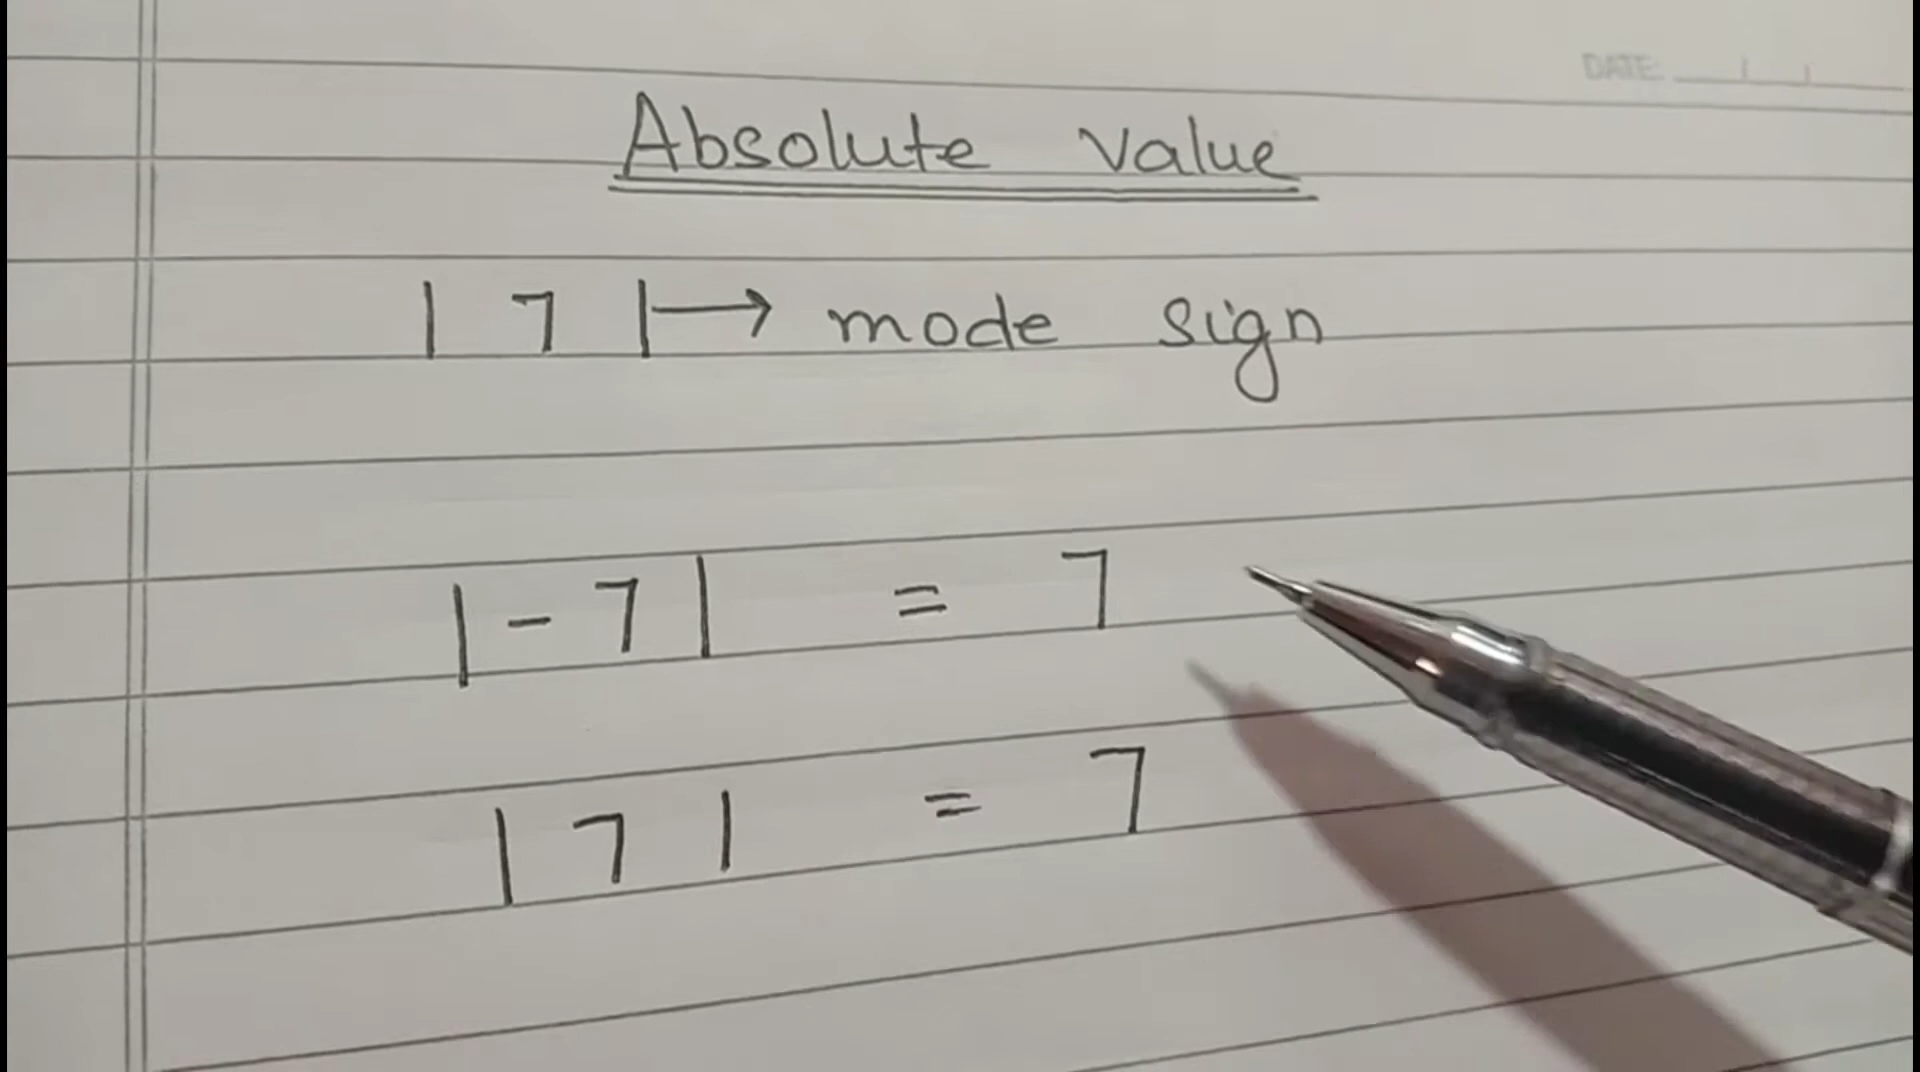 DATE:
Absolute value
| 7 |→ mode sign
|-7| = 7
| 7 | = 7